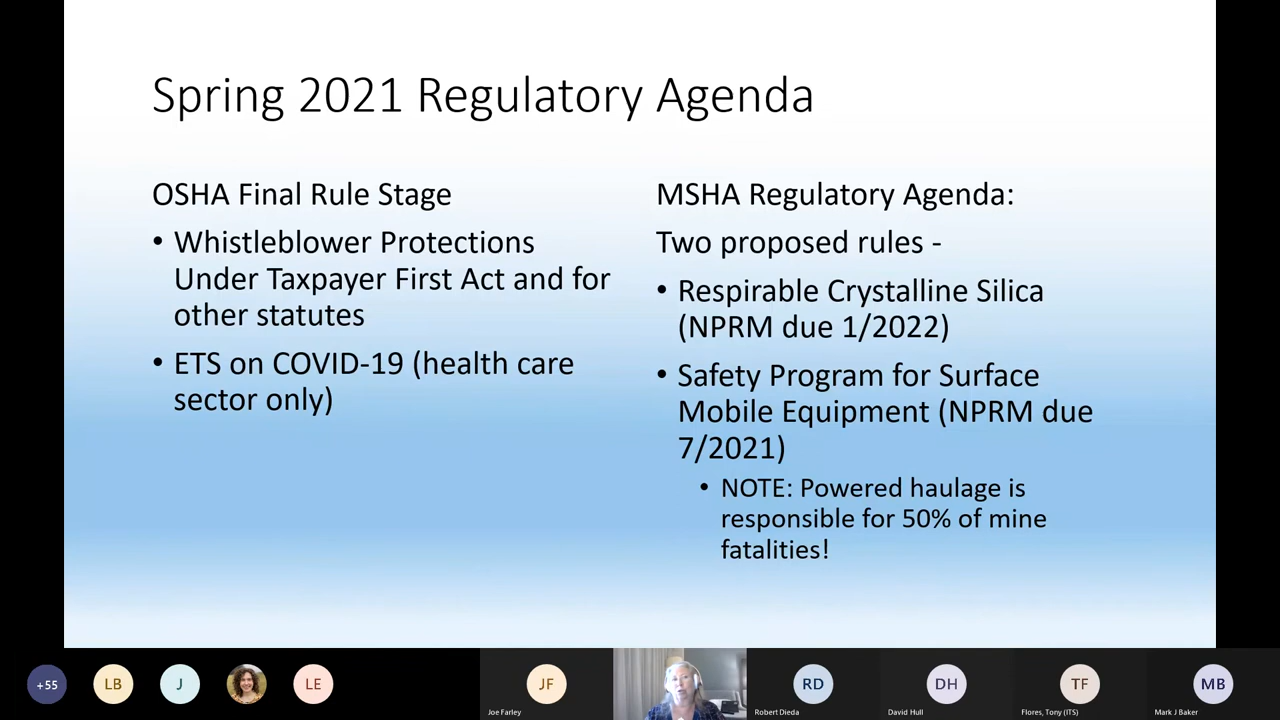 Spring 2021 Regulatory Agenda
OSHA Final Rule Stage
• Whistleblower Protections
Under Taxpayer First Act and for
other statutes
• ETS on COVID-19 (health care
sector only)
MSHA Regulatory Agenda:
Two proposed rules -
• Respirable Crystalline Silica
(NPRM due 1/2022)
• Safety Program for Surface
Mobile Equipment (NPRM due
7/2021)
• NOTE: Powered haulage is
responsible for 50% of mine
fatalities!
+55
LB
J
LE
JF
Joe Farley
RD
Robert Dieda
DH
David Hull
TF
Flores, Tony (ITS)
MB
Mark J Baker